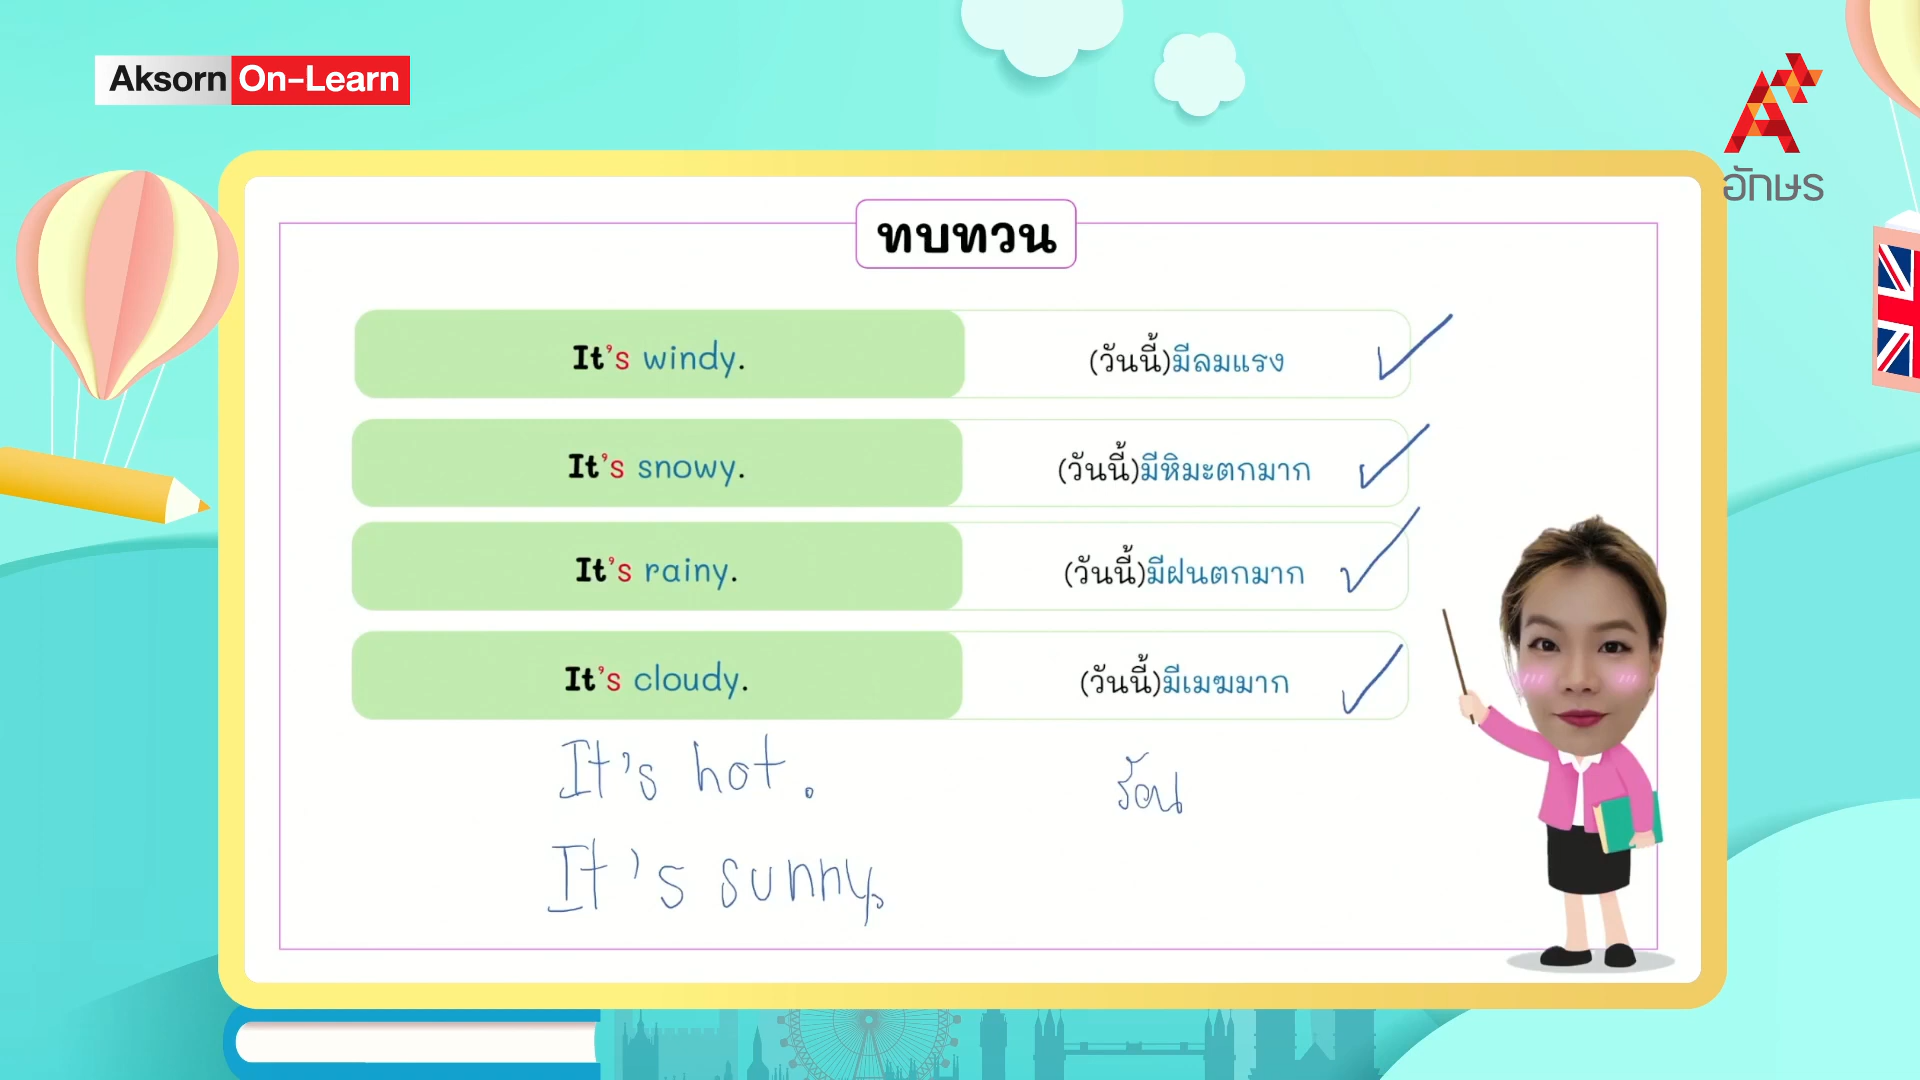 Aksorn On-Learn
อักษร
ทบทวน
It's windy. (วันนี้)มีลมแรง
It's snowy. (วันนี้)มีหิมะตกมาก
It's rainy. (วันนี้)มีฝนตกมาก
It's cloudy. (วันนี้)มีเมฆมาก
It's hot. ร้อน
It's sunny.